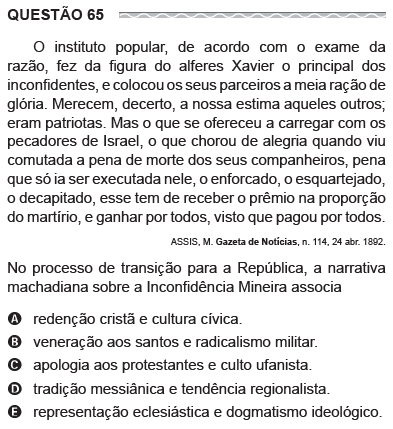 QUESTÃO 65
O instituto popular, de acordo com o exame da
razão, fez da figura do alferes Xavier o principal dos
inconfidentes, e colocou os seus parceiros a meia ração de
glória. Merecem, decerto, a nossa estima aqueles outros;
eram patriotas. Mas o que se ofereceu a carregar com os
pecadores de Israel, o que chorou de alegria quando viu
comutada a pena de morte dos seus companheiros, pena
que só ia ser executada nele, o enforcado, o esquartejado,
o decapitado, esse tem de receber o prêmio na proporção
do martírio, e ganhar por todos, visto que pagou por todos.
ASSIS, M. Gazeta de Notícias, n. 114, 24 abr. 1892.
No processo de transição para a República, a narrativa
machadiana sobre a Inconfidência Mineira associa
A redenção cristã e cultura cívica.
B veneração aos santos e radicalismo militar.
C apologia aos protestantes e culto ufanista.
D tradição messiânica e tendência regionalista.
E representação eclesiástica e dogmatismo ideológico.